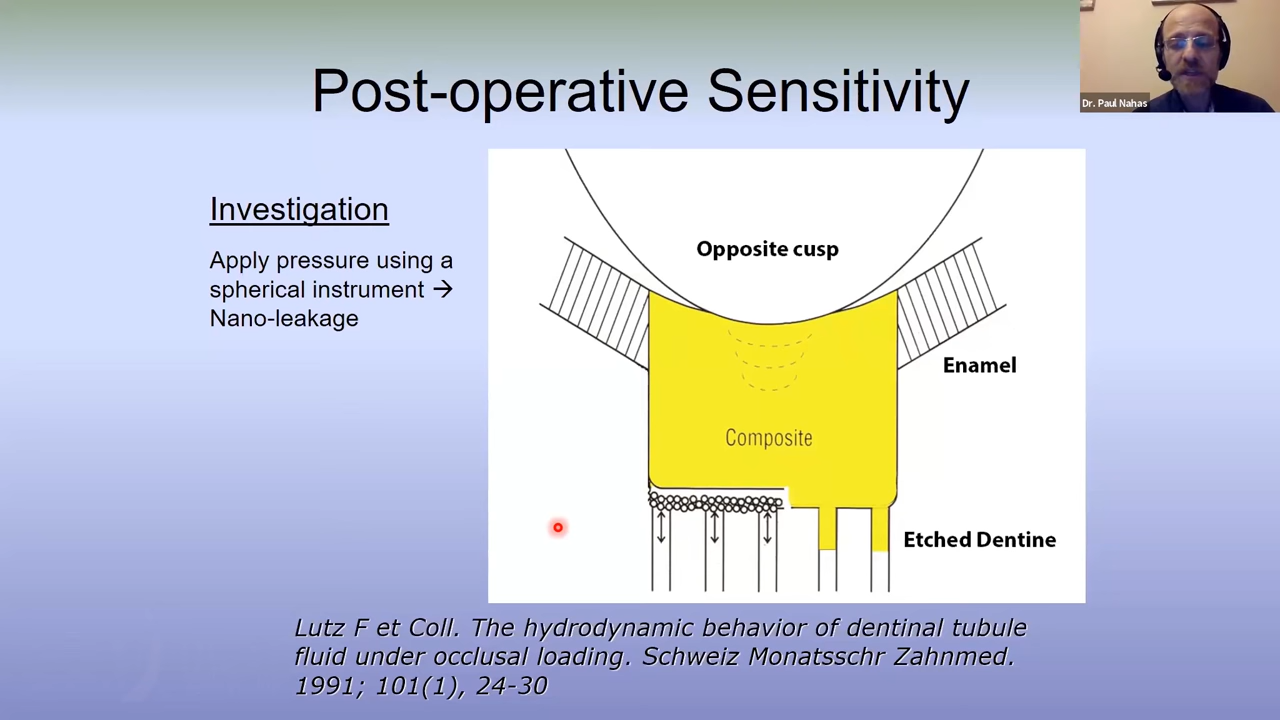 Post-operative Sensitivity
Dr. Paul Nahas
Investigation
Apply pressure using a
spherical instrument →
Nano-leakage
Opposite cusp
Enamel
Composite
Etched Dentine
Lutz F et Coll. The hydrodynamic behavior of dentinal tubule
fluid under occlusal loading. Schweiz Monatsschr Zahnmed.
1991; 101(1), 24-30